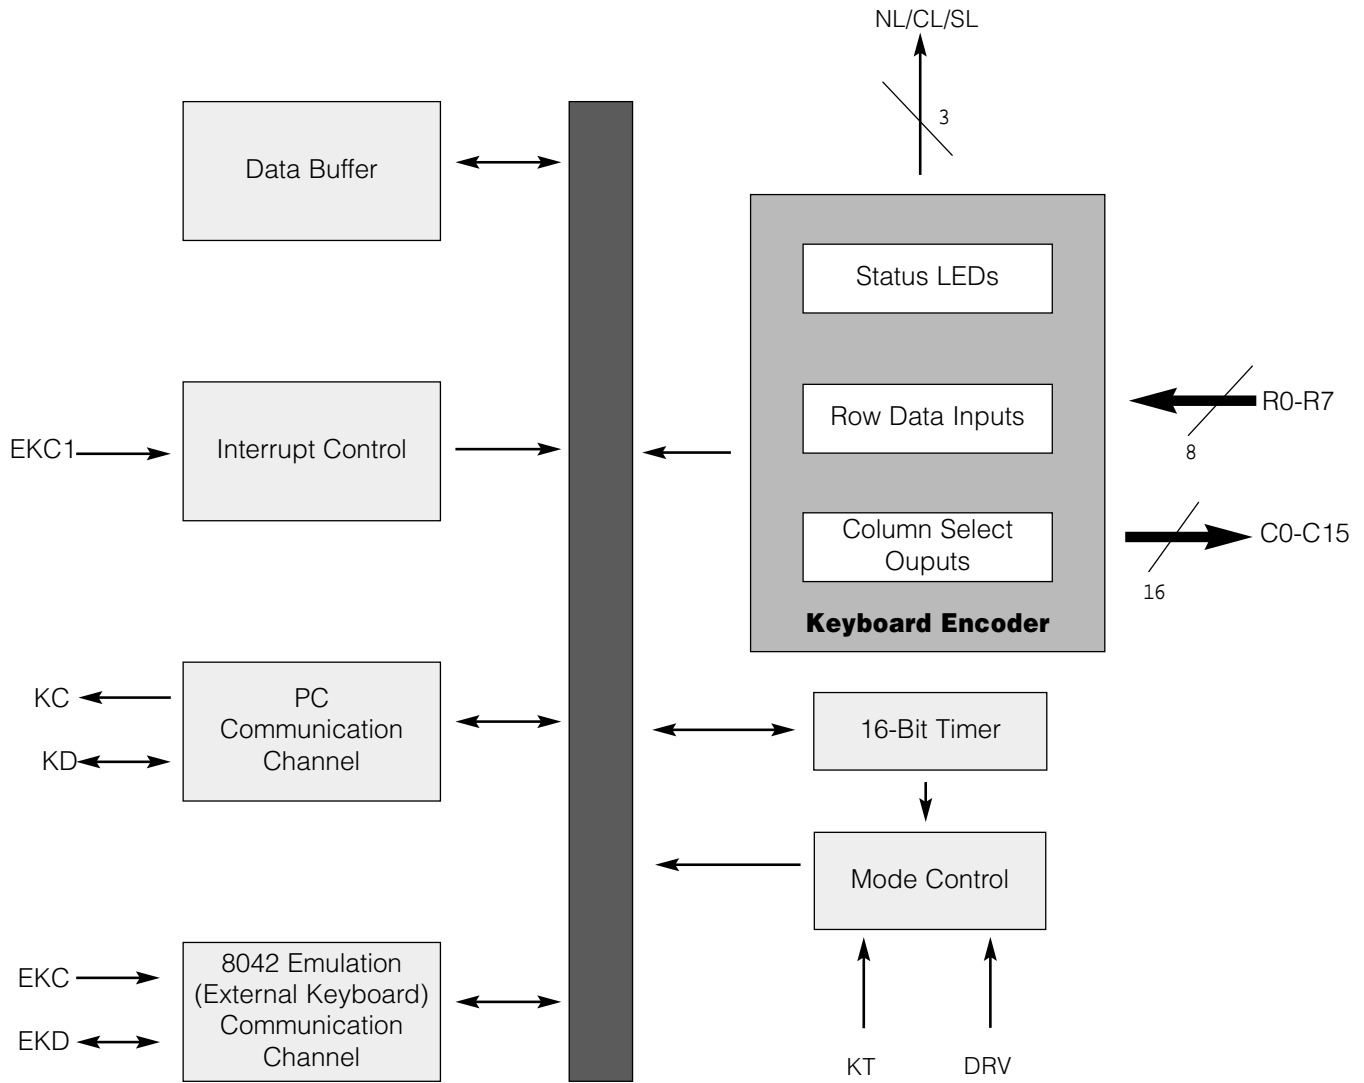 NL/CL/SL
3
Data Buffer
Status LEDs
Row Data Inputs
R0-R7
8
EKC1
Interrupt Control
Column Select
Ouputs
C0-C15
16
Keyboard Encoder
KC
KD
PC
Communication
Channel
16-Bit Timer
Mode Control
EKC
EKD
8042 Emulation
(External Keyboard)
Communication
Channel
KT
DRV